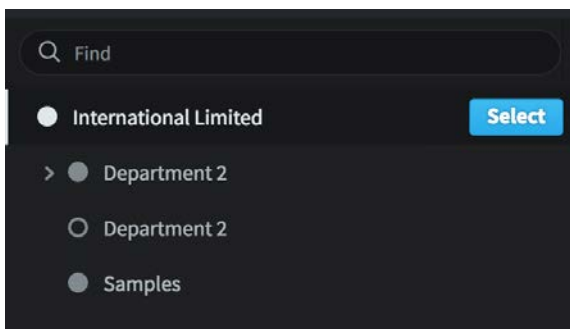 Find
International Limited Select
Department 2
Department 2
Samples